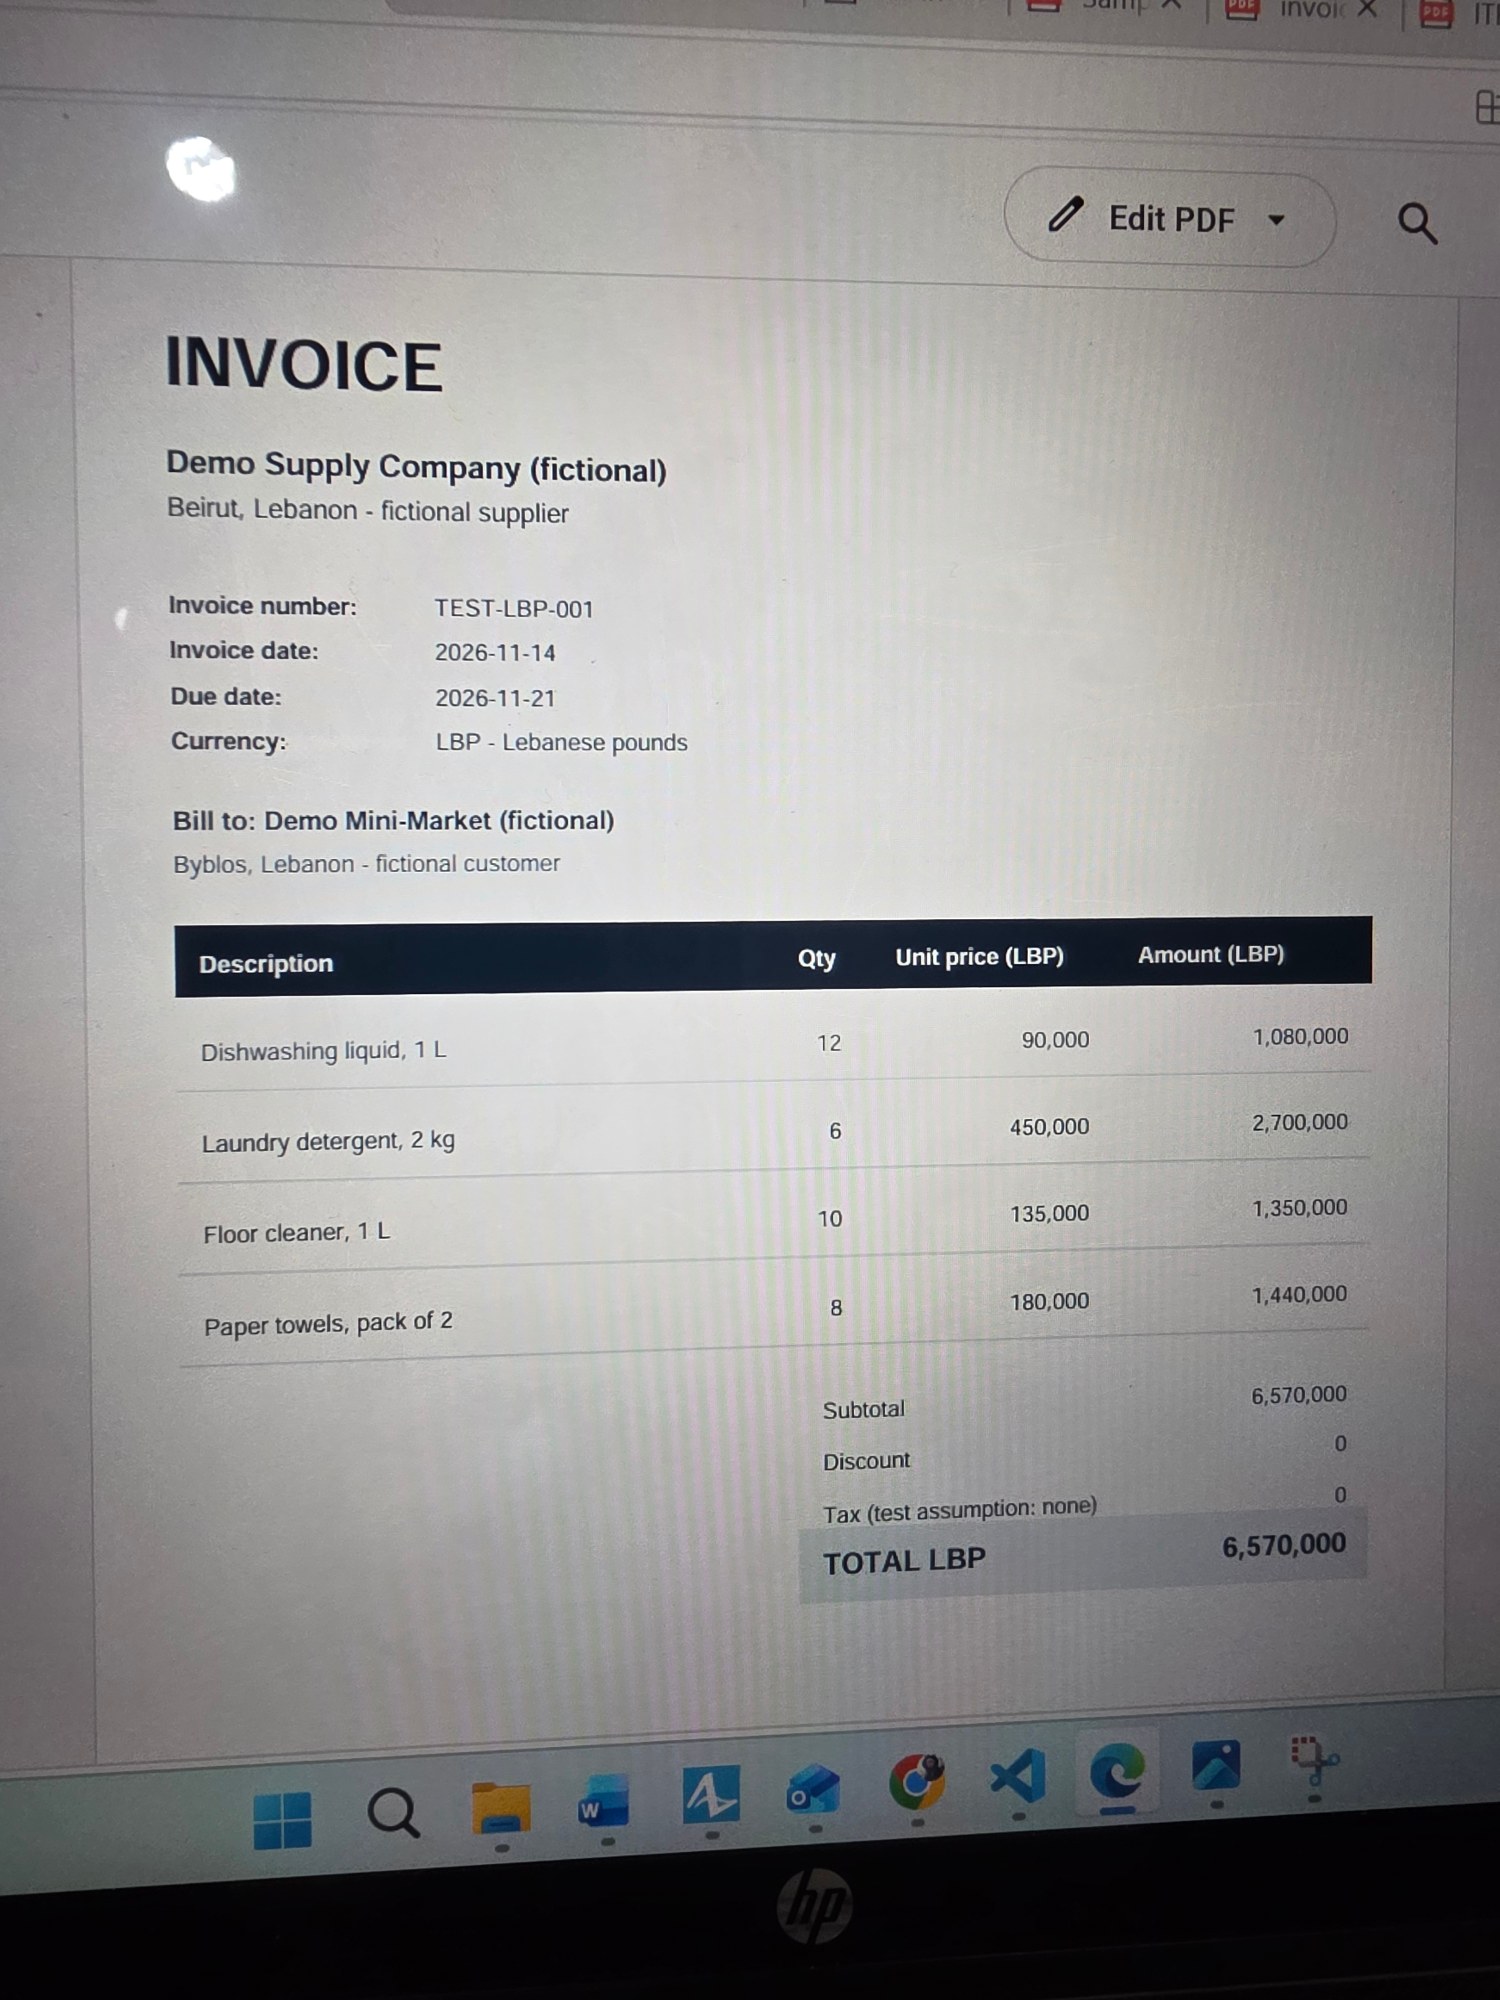 invoic
Edit PDF
INVOICE
Demo Supply Company (fictional)
Beirut, Lebanon - fictional supplier
Invoice number: TEST-LBP-001
Invoice date: 2026-11-14
Due date: 2026-11-21
Currency: LBP - Lebanese pounds
Bill to: Demo Mini-Market (fictional)
Byblos, Lebanon - fictional customer
Description Qty Unit price (LBP) Amount (LBP)
Dishwashing liquid, 1 L 12 90,000 1,080,000
Laundry detergent, 2 kg 6 450,000 2,700,000
Floor cleaner, 1 L 10 135,000 1,350,000
Paper towels, pack of 2 8 180,000 1,440,000
Subtotal 6,570,000
Discount 0
Tax (test assumption: none) 0
TOTAL LBP 6,570,000
hp